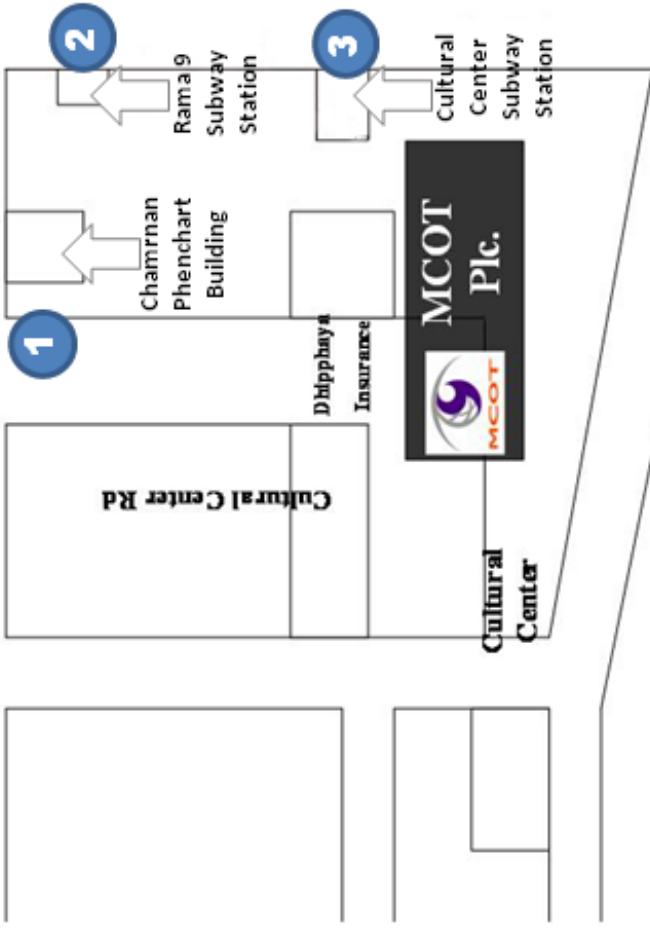 1
2
3
Rama 9
Subway
Station
Cultural
Center
Subway
Station
Chamrnan
Phenchart
Building
Dhipphaya
Insurance
MCOT
Plc.
MCOT
Cultural Center Rd
Cultural
Center